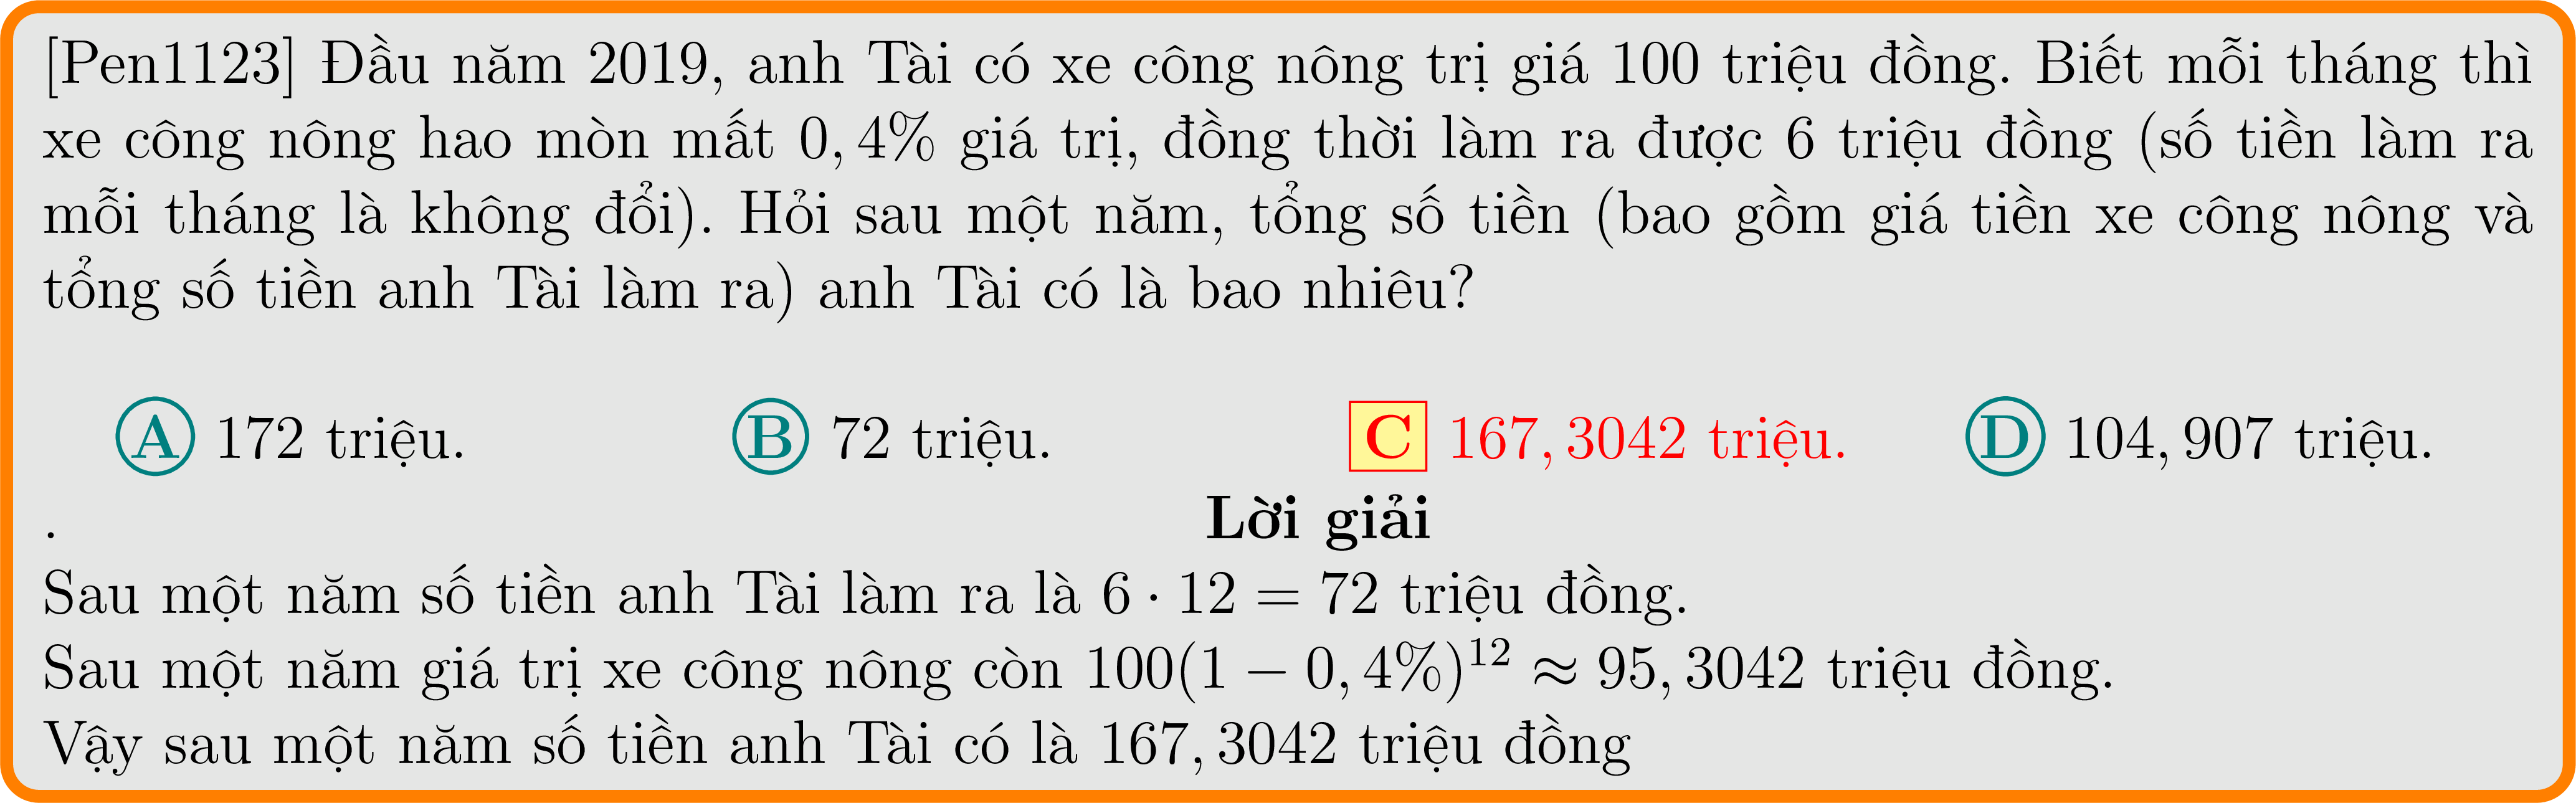 [Pen1123] Đầu năm 2019, anh Tài có xe công nông trị giá 100 triệu đồng. Biết mỗi tháng thì
xe công nông hao mòn mất 0,4% giá trị, đồng thời làm ra được 6 triệu đồng (số tiền làm ra
mỗi tháng là không đổi). Hỏi sau một năm, tổng số tiền (bao gồm giá tiền xe công nông và
tổng số tiền anh Tài làm ra) anh Tài có là bao nhiêu?
A 172 triệu. B 72 triệu. C 167,3042 triệu. D 104,907 triệu.
. Lời giải
Sau một năm số tiền anh Tài làm ra là 6 · 12 = 72 triệu đồng.
Sau một năm giá trị xe công nông còn 100(1 − 0,4%)¹² ≈ 95,3042 triệu đồng.
Vậy sau một năm số tiền anh Tài có là 167,3042 triệu đồng